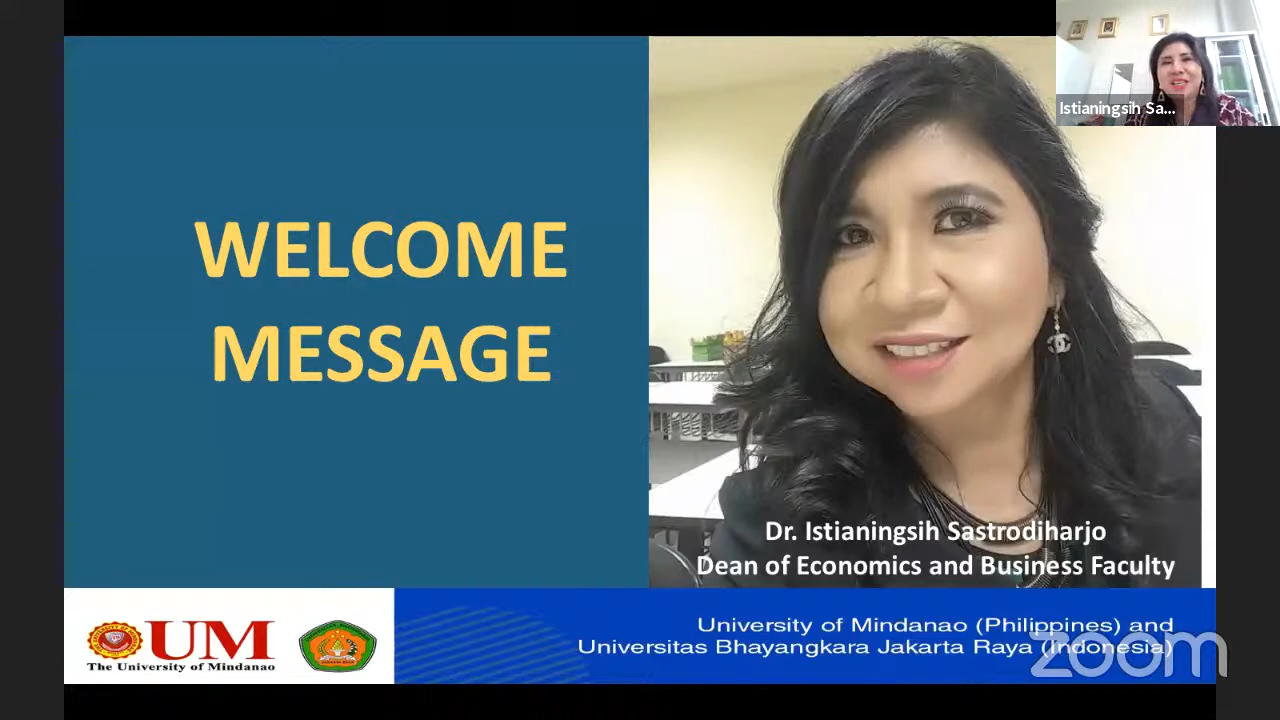 Istianingsih Sa...
WELCOME
MESSAGE
Dr. Istianingsih Sastrodiharjo
Dean of Economics and Business Faculty
UM
The University of Mindanao
University of Mindanao (Philippines) and
Universitas Bhayangkara Jakarta Raya (Indonesia)
zoom